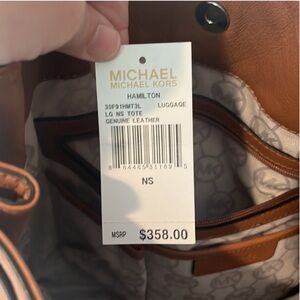 MICHAEL
MICHAEL KORS
HAMILTON
30F91HMT3L LUGGAGE
LG NS TOTE
GENUINE LEATHER
NS
MSRP $358.00